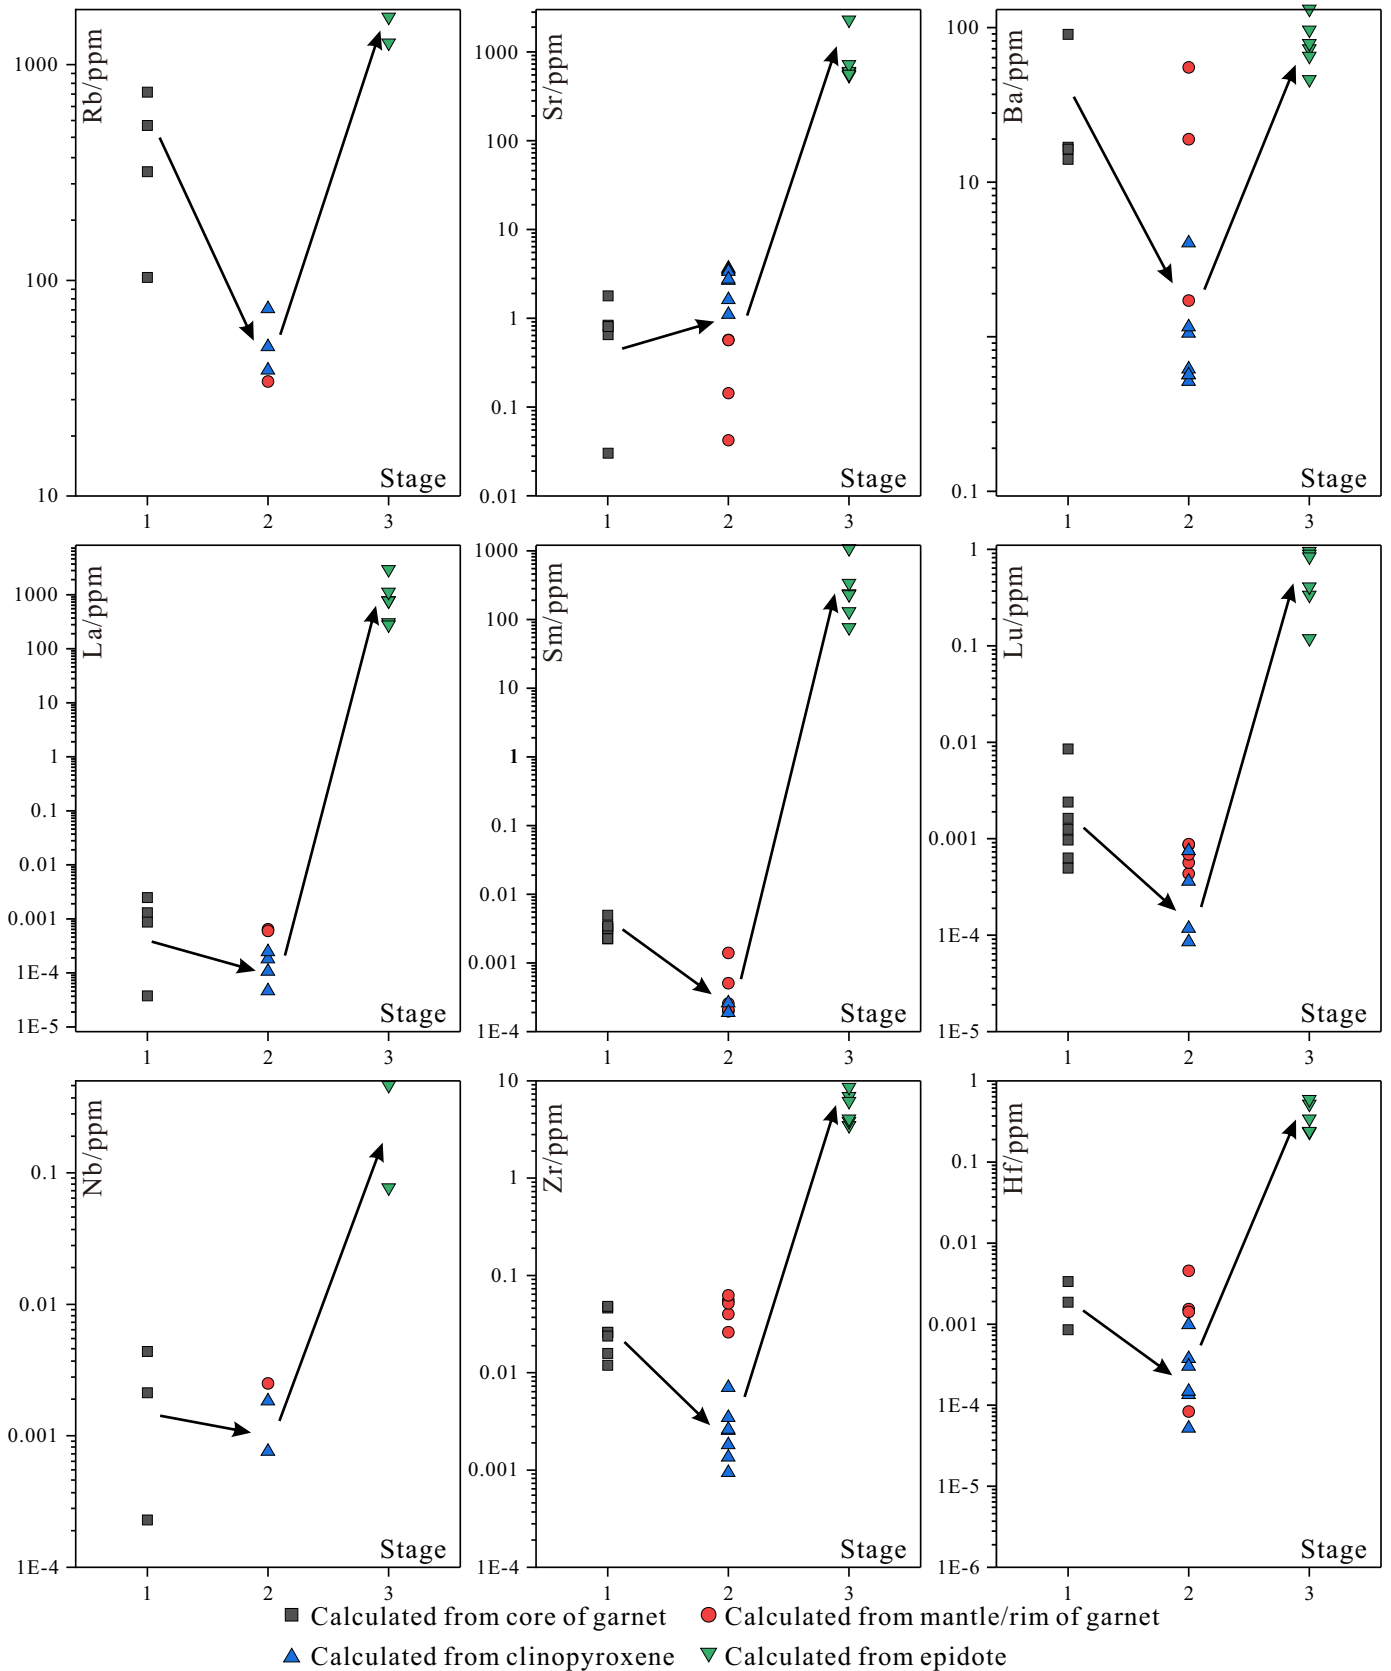 Rb/ppm
1000
100
10
Stage
1 2 3
Sr/ppm
1000
100
10
1
0.1
0.01
Stage
1 2 3
Ba/ppm
100
10
0.1
Stage
1 2 3
La/ppm
1000
100
10
1
0.1
0.01
0.001
1E-4
1E-5
Stage
1 2 3
Sm/ppm
1000
100
10
1
0.1
0.01
0.001
1E-4
Stage
1 2 3
Lu/ppm
1
0.1
0.01
0.001
1E-4
1E-5
Stage
1 2 3
Nb/ppm
0.1
0.01
0.001
1E-4
Stage
1 2 3
Zr/ppm
10
1
0.1
0.01
0.001
1E-4
Stage
1 2 3
Hf/ppm
1
0.1
0.01
0.001
1E-4
1E-5
1E-6
Stage
1 2 3
Calculated from core of garnet
Calculated from mantle/rim of garnet
Calculated from clinopyroxene
Calculated from epidote